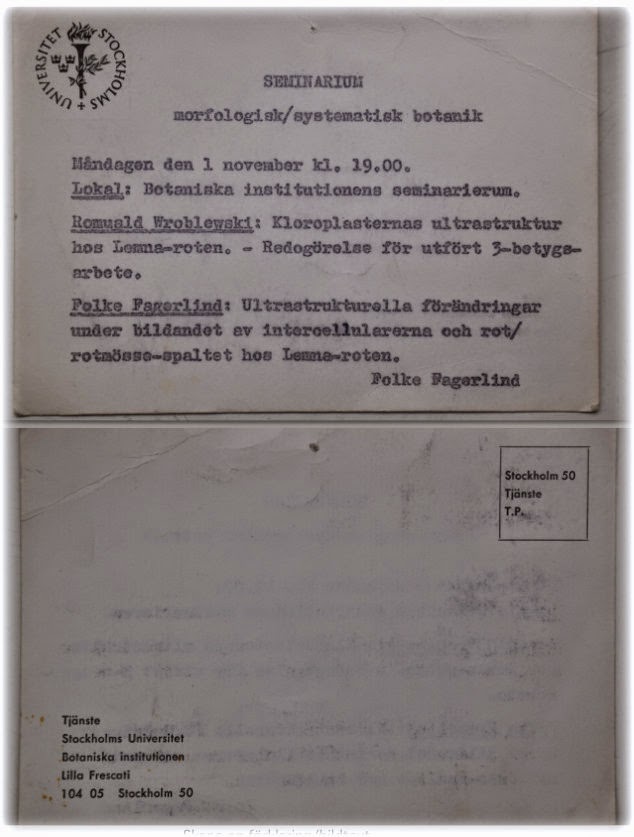 UNIVERSITET STOCKHOLMS
SEMINARIUM
morfologisk/systematisk botanik
Måndagen den 1 november kl. 19.00.
Lokal: Botaniska institutionens seminarierum.
Romuald Wroblewski: Kloroplasternas ultrastruktur
hos Lemna-roten. - Redogörelse för utfört 3-betygs-
arbete.
Folke Fagerlind: Ultrastrukturella förändringar
under bildandet av intercellularerna och rot/
rotmösse-spaltet hos Lemna-roten.
Folke Fagerlind
Stockholm 50
Tjänste
T.P.
Tjänste
Stockholms Universitet
Botaniska institutionen
Lilla Frescati
104 05 Stockholm 50